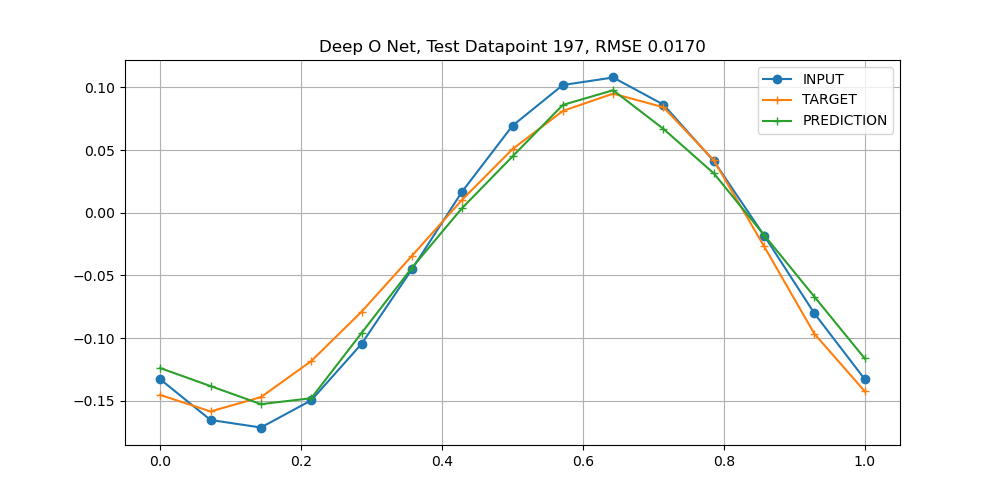 Deep O Net, Test Datapoint 197, RMSE 0.0170
INPUT
TARGET
PREDICTION
0.10
0.05
0.00
−0.05
−0.10
−0.15
0.0 0.2 0.4 0.6 0.8 1.0